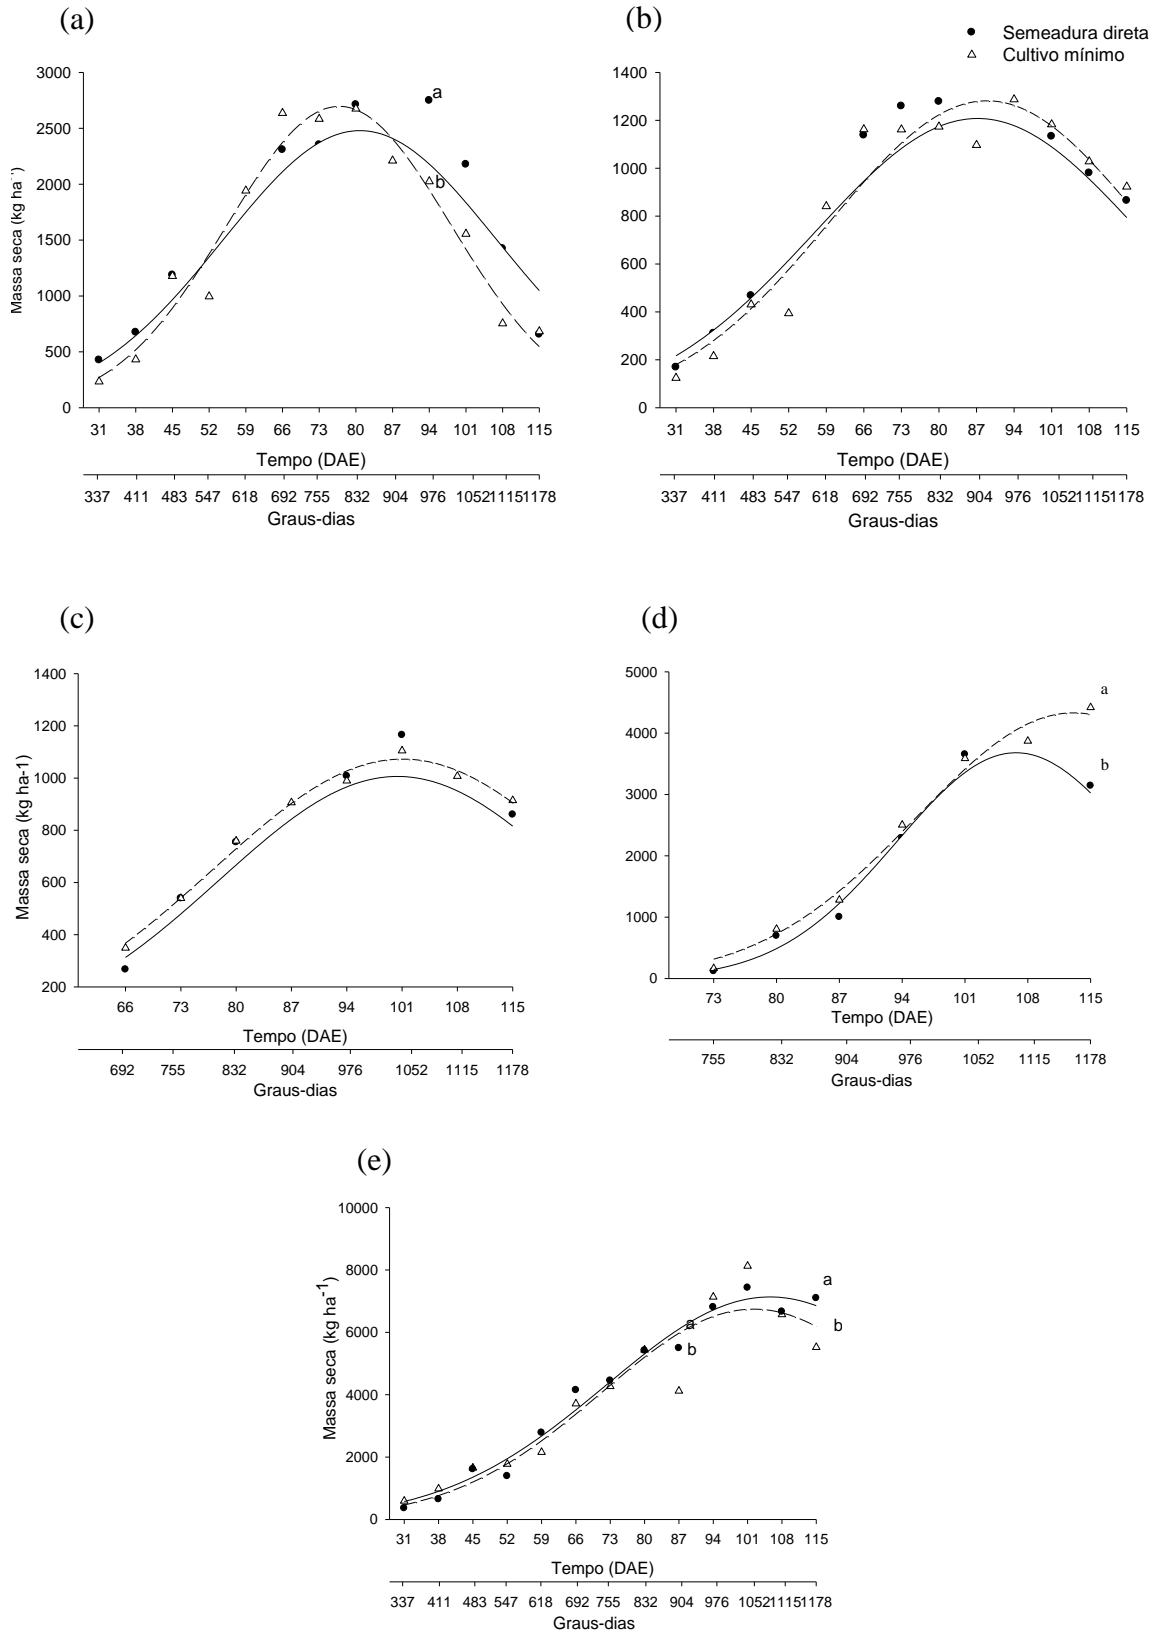 (a)
(b)
Semeadura direta
Cultivo mínimo
Massa seca (kg ha⁻¹)
3000
2500
2000
1500
1000
500
0
a
b
31 38 45 52 59 66 73 80 87 94 101 108 115
Tempo (DAE)
337 411 483 547 618 692 755 832 904 976 1052 1115 1178
Graus-dias
1400
1200
1000
800
600
400
200
0
31 38 45 52 59 66 73 80 87 94 101 108 115
Tempo (DAE)
337 411 483 547 618 692 755 832 904 976 1052 1115 1178
Graus-dias
(c)
(d)
Massa seca (kg ha-1)
1400
1200
1000
800
600
400
200
66 73 80 87 94 101 108 115
Tempo (DAE)
692 755 832 904 976 1052 1115 1178
Graus-dias
5000
4000
3000
2000
1000
0
a
b
73 80 87 94 101 108 115
Tempo (DAE)
755 832 904 976 1052 1115 1178
Graus-dias
(e)
Massa seca (kg ha⁻¹)
10000
8000
6000
4000
2000
0
a
b
b
31 38 45 52 59 66 73 80 87 94 101 108 115
Tempo (DAE)
337 411 483 547 618 692 755 832 904 976 1052 1115 1178
Graus-dias